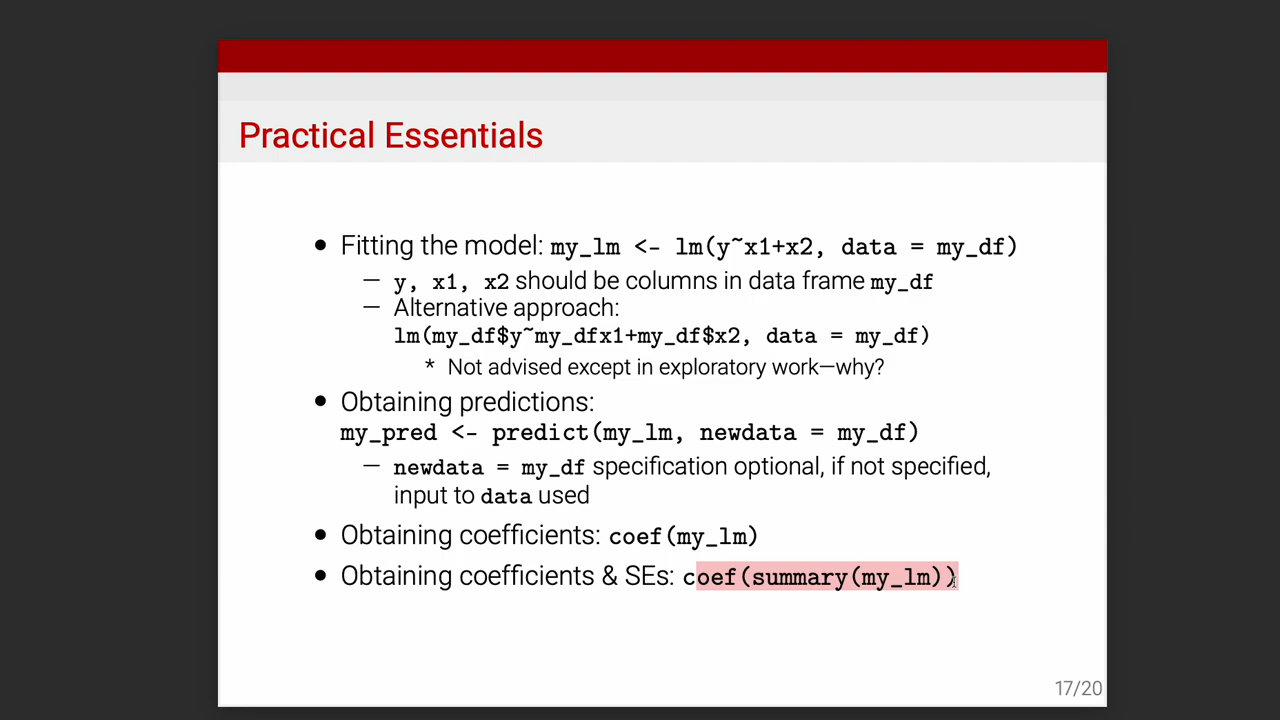 Practical Essentials
• Fitting the model: my_lm <- lm(y~x1+x2, data = my_df)
– y, x1, x2 should be columns in data frame my_df
– Alternative approach:
lm(my_df$y~my_dfx1+my_df$x2, data = my_df)
* Not advised except in exploratory work—why?
• Obtaining predictions:
my_pred <- predict(my_lm, newdata = my_df)
– newdata = my_df specification optional, if not specified,
input to data used
• Obtaining coefficients: coef(my_lm)
• Obtaining coefficients & SEs: coef(summary(my_lm))
17/20